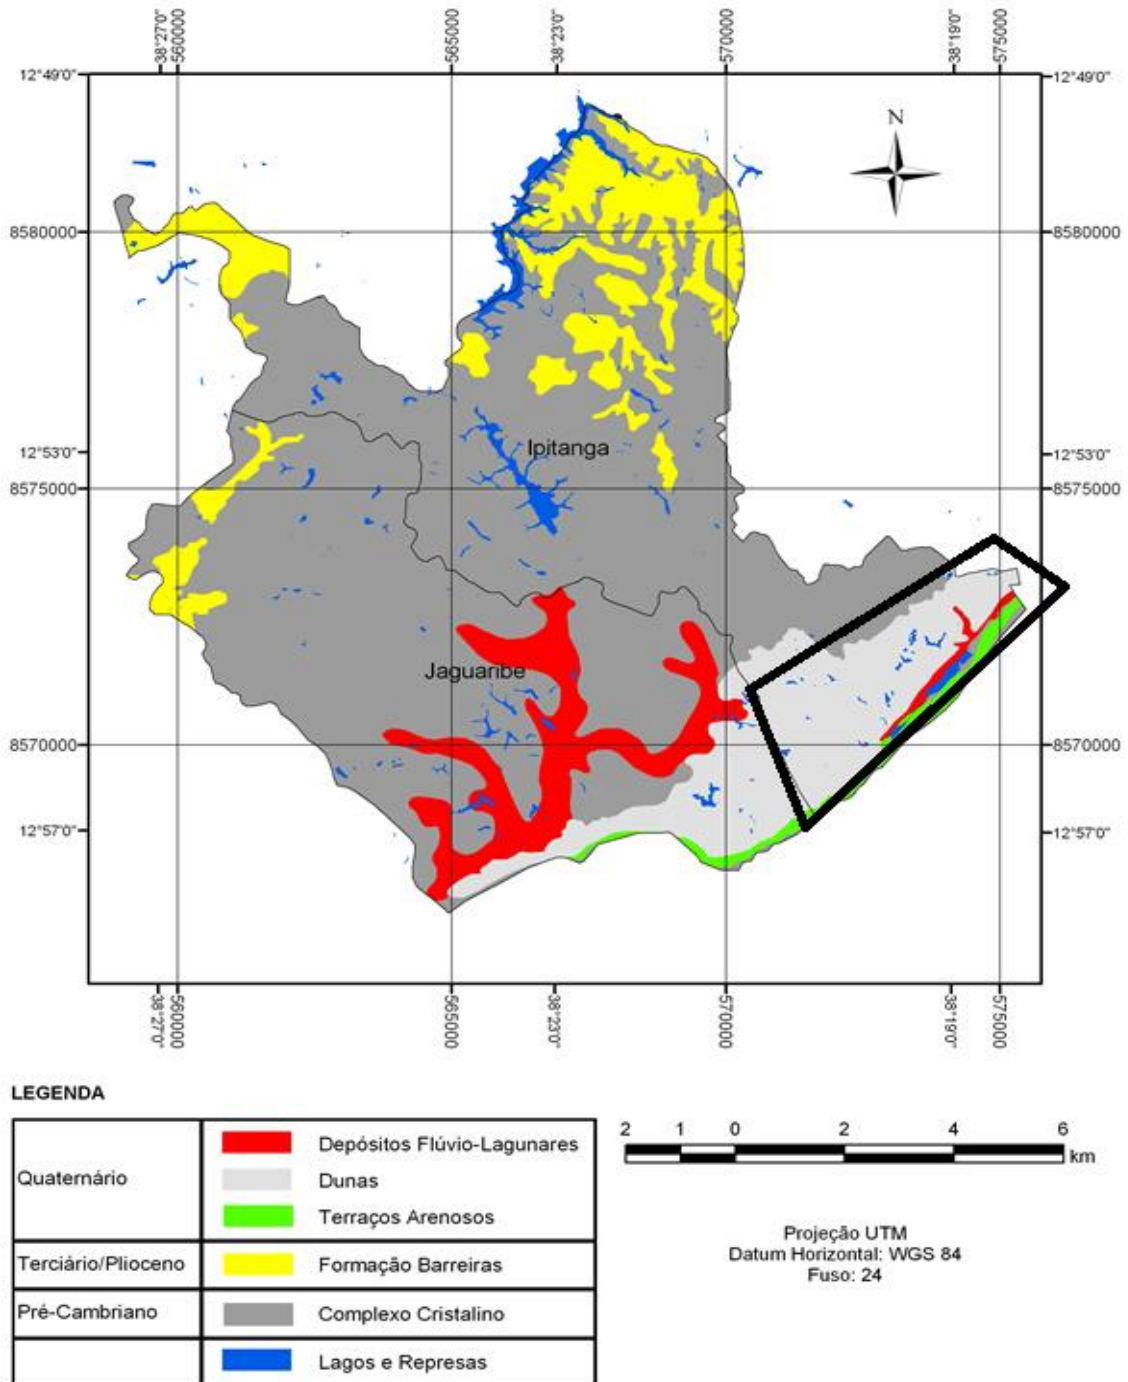 38°27'0"
560000
565000
38°23'0"
570000
38°19'0"
575000
12°49'0"
12°49'0"
N
8580000
8580000
12°53'0"
Ipitanga
12°53'0"
8575000
8575000
Jaguaribe
8570000
8570000
12°57'0"
12°57'0"
38°27'0"
560000
565000
38°23'0"
570000
38°19'0"
575000
LEGENDA
Quaternário
Depósitos Flúvio-Lagunares
Dunas
Terraços Arenosos
Terciário/Plioceno
Formação Barreiras
Pré-Cambriano
Complexo Cristalino
Lagos e Represas
2 1 0 2 4 6
km
Projeção UTM
Datum Horizontal: WGS 84
Fuso: 24